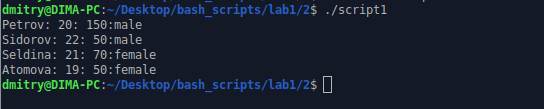 dmitry@DIMA-PC:~/Desktop/bash_scripts/lab1/2$ ./script1
Petrov: 20: 150:male
Sidorov: 22: 50:male
Seldina: 21: 70:female
Atomova: 19: 50:female
dmitry@DIMA-PC:~/Desktop/bash_scripts/lab1/2$